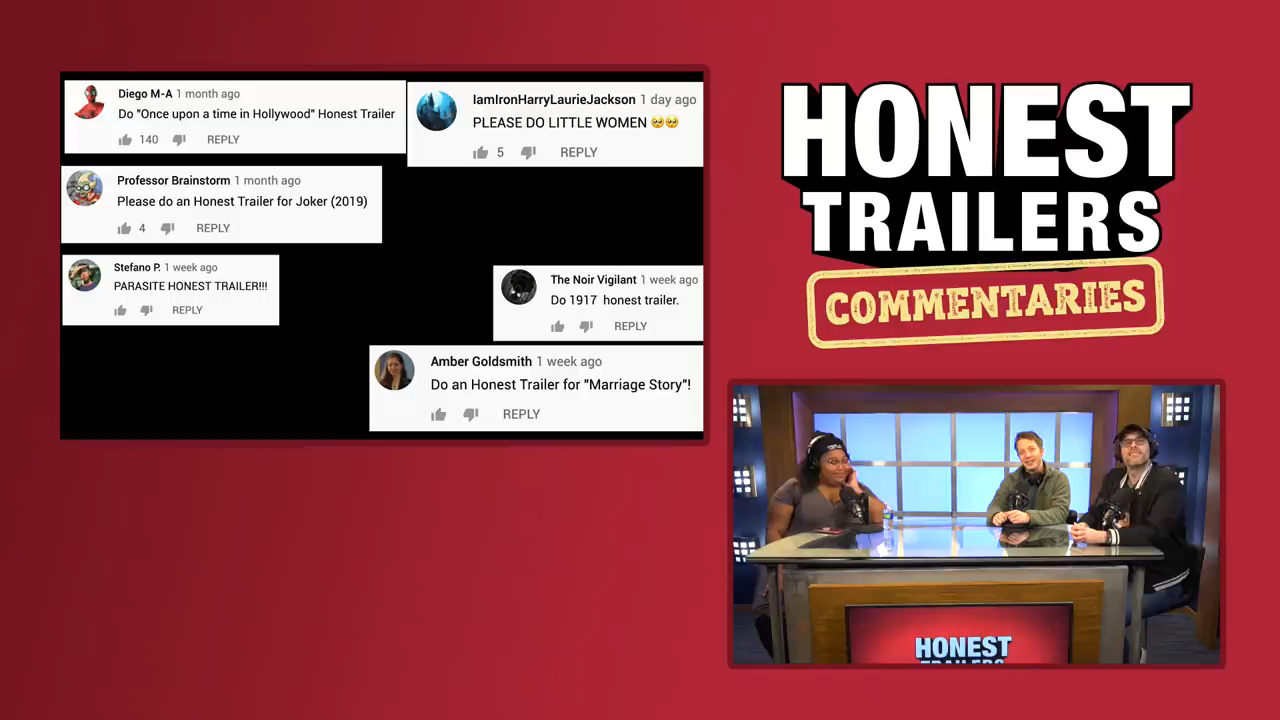 Diego M-A 1 month ago
Do "Once upon a time in Hollywood" Honest Trailer
140 REPLY
IamIronHarryLaurieJackson 1 day ago
PLEASE DO LITTLE WOMEN 🥺🥺
5 REPLY
Professor Brainstorm 1 month ago
Please do an Honest Trailer for Joker (2019)
4 REPLY
Stefano P. 1 week ago
PARASITE HONEST TRAILER!!!
REPLY
The Noir Vigilant 1 week ago
Do 1917 honest trailer.
REPLY
Amber Goldsmith 1 week ago
Do an Honest Trailer for "Marriage Story"!
REPLY
HONEST
TRAILERS
COMMENTARIES
HONEST
TRAILERS